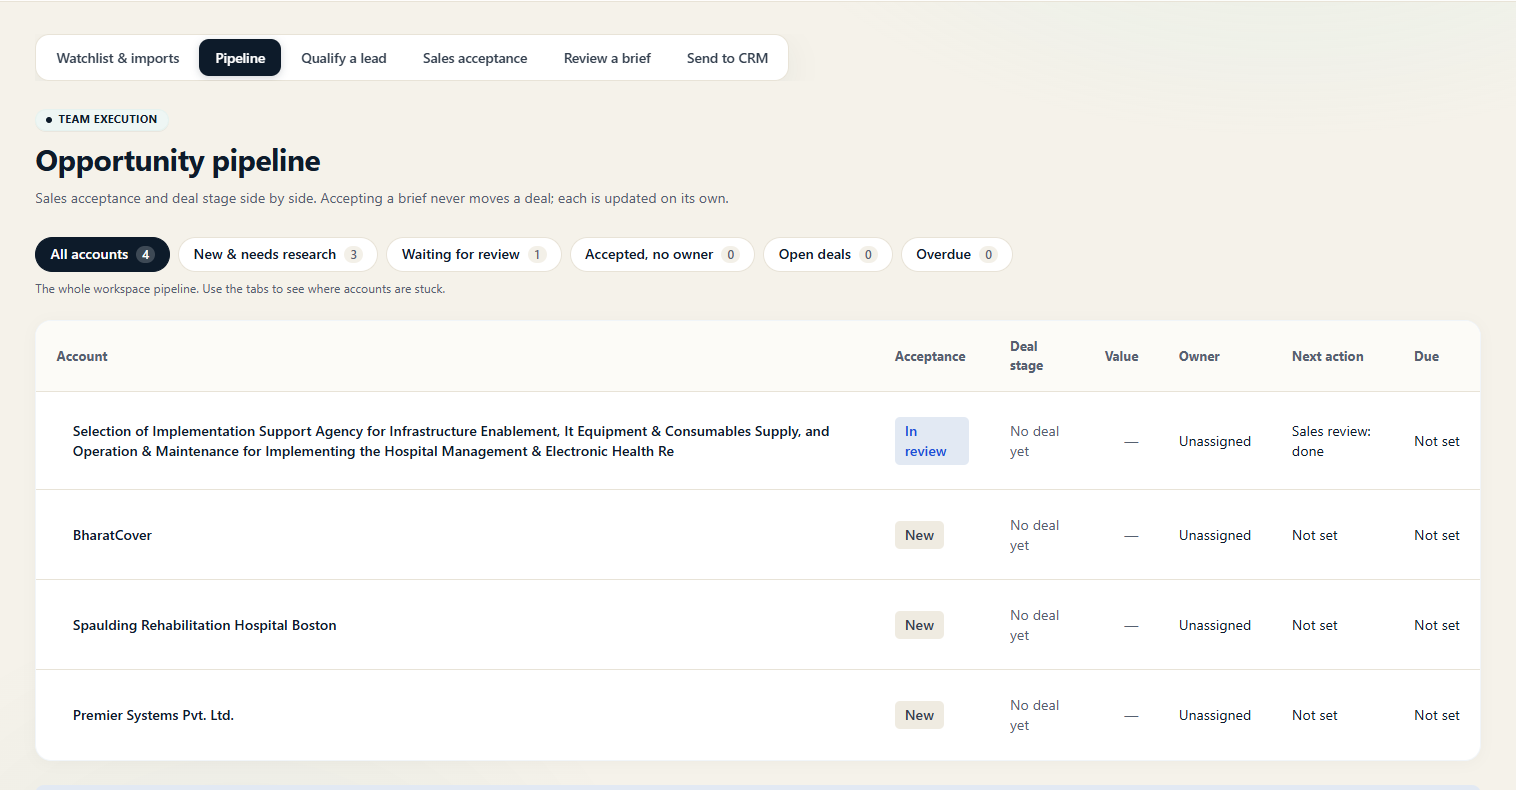 Watchlist & imports Pipeline Qualify a lead Sales acceptance Review a brief Send to CRM
TEAM EXECUTION
Opportunity pipeline
Sales acceptance and deal stage side by side. Accepting a brief never moves a deal; each is updated on its own.
All accounts 4 New & needs research 3 Waiting for review 1 Accepted, no owner 0 Open deals 0 Overdue 0
The whole workspace pipeline. Use the tabs to see where accounts are stuck.
Account Acceptance Deal stage Value Owner Next action Due
Selection of Implementation Support Agency for Infrastructure Enablement, It Equipment & Consumables Supply, and
Operation & Maintenance for Implementing the Hospital Management & Electronic Health Re
In review No deal yet — Unassigned Sales review: done Not set
BharatCover New No deal yet — Unassigned Not set Not set
Spaulding Rehabilitation Hospital Boston New No deal yet — Unassigned Not set Not set
Premier Systems Pvt. Ltd. New No deal yet — Unassigned Not set Not set